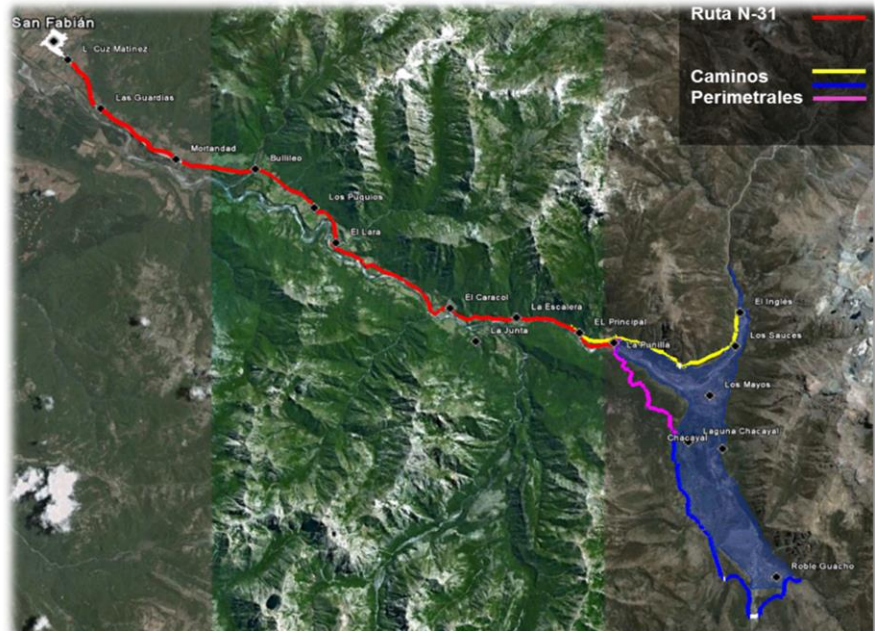 San Fabián
L. Cuz Matinez
Las Guardias
Mortandad
Bullileo
Los Puquios
El Lara
El Caracol
La Escalera
La Junta
EL Principal
La Punilla
El Inglés
Los Sauces
Los Mayos
Laguna Chacayal
Chacayal
Roble Guacho
Ruta N-31
Caminos
Perimetrales